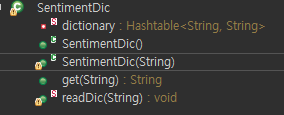 SentimentDic
dictionary : Hashtable<String, String>
SentimentDic()
SentimentDic(String)
get(String) : String
readDic(String) : void